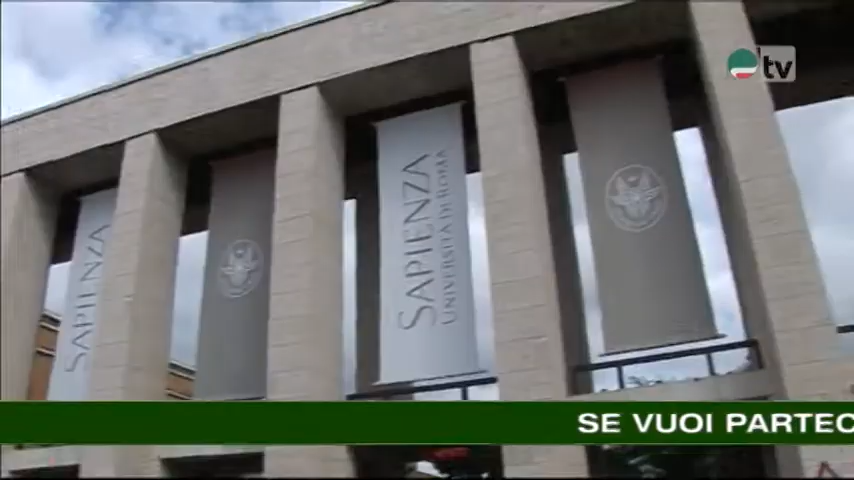 tv
SAPIENZA
SAPIENZA
UNIVERSITÀ DI ROMA
SE VUOI PARTEC